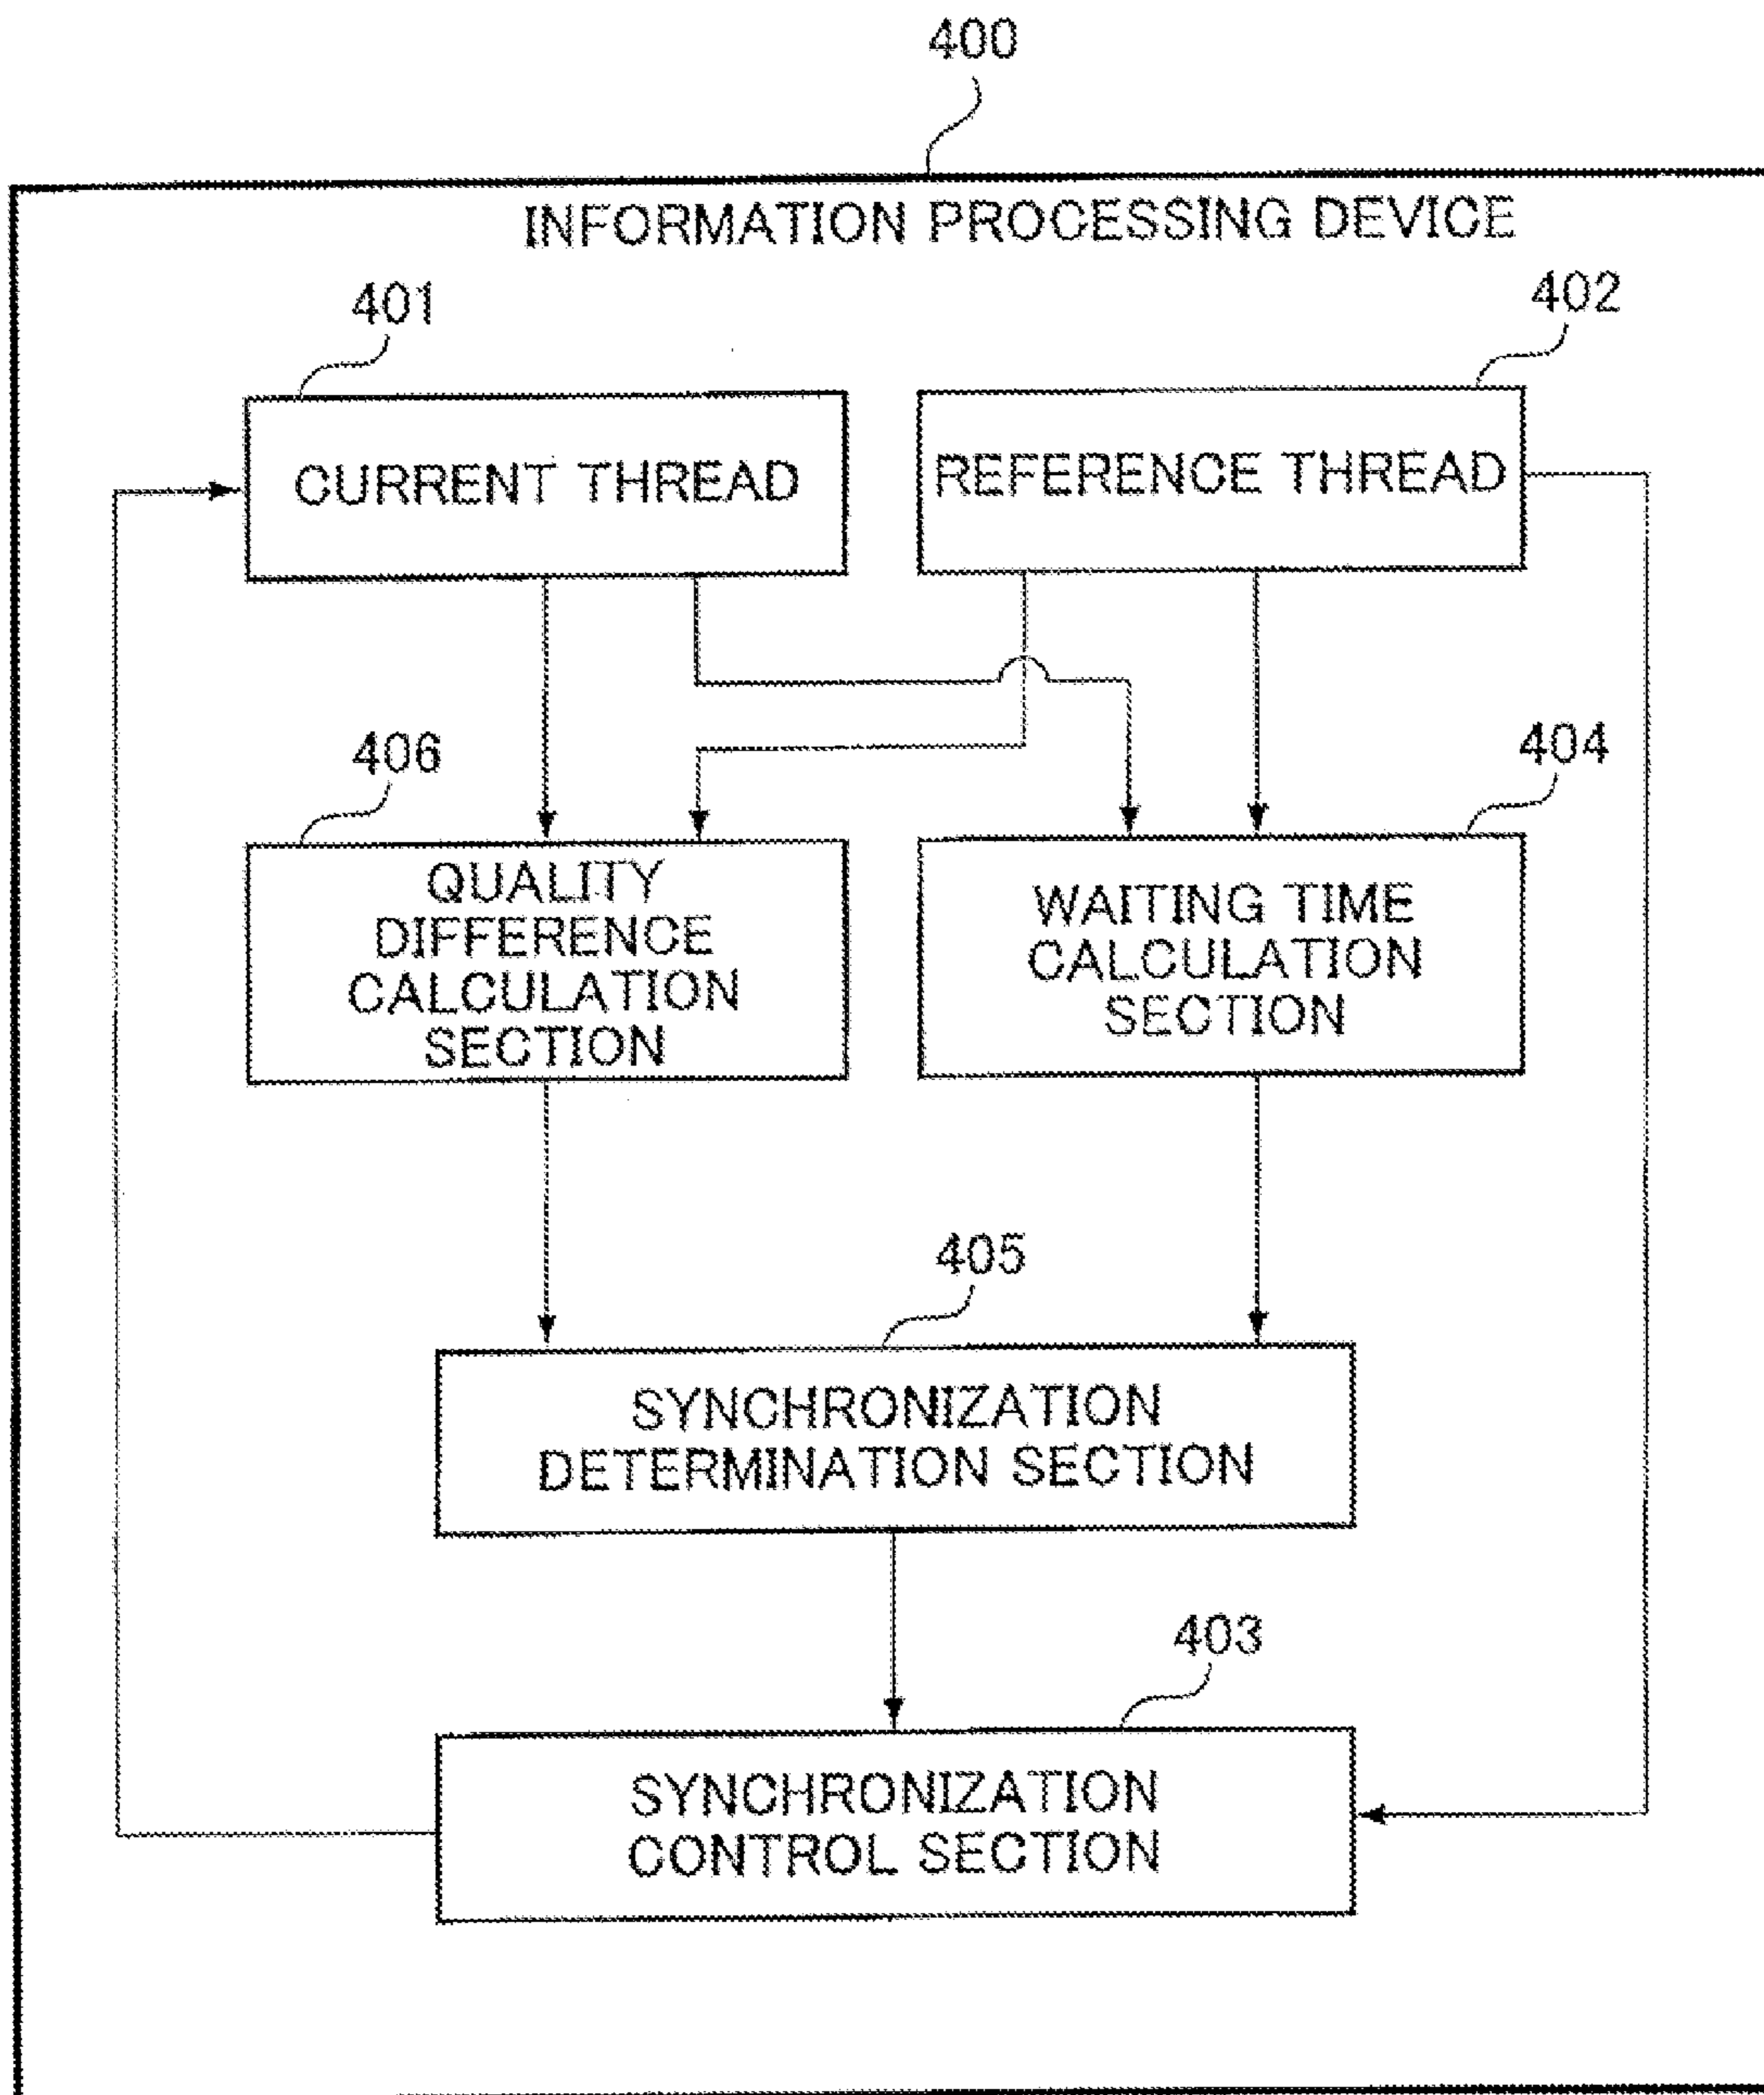 400
INFORMATION PROCESSING DEVICE
401
402
CURRENT THREAD
REFERENCE THREAD
406
404
QUALITY
DIFFERENCE
CALCULATION
SECTION
WAITING TIME
CALCULATION
SECTION
405
SYNCHRONIZATION
DETERMINATION SECTION
403
SYNCHRONIZATION
CONTROL SECTION